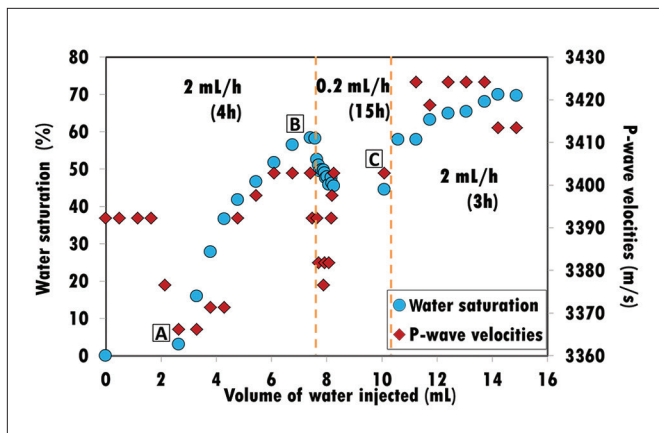 80
70
60
50
40
30
20
10
0
Water saturation (%)
2 mL/h
(4h)
0.2 mL/h
(15h)
2 mL/h
(3h)
A
B
C
Water saturation
P-wave velocities
3430
3420
3410
3400
3390
3380
3370
3360
P-wave velocities (m/s)
0 2 4 6 8 10 12 14 16
Volume of water injected (mL)